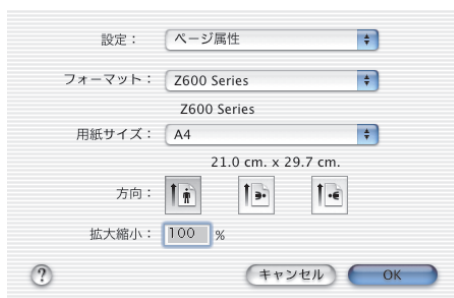 設定： ページ属性
フォーマット： Z600 Series
Z600 Series
用紙サイズ： A4
21.0 cm. x 29.7 cm.
方向：
拡大縮小： 100 %
? キャンセル OK